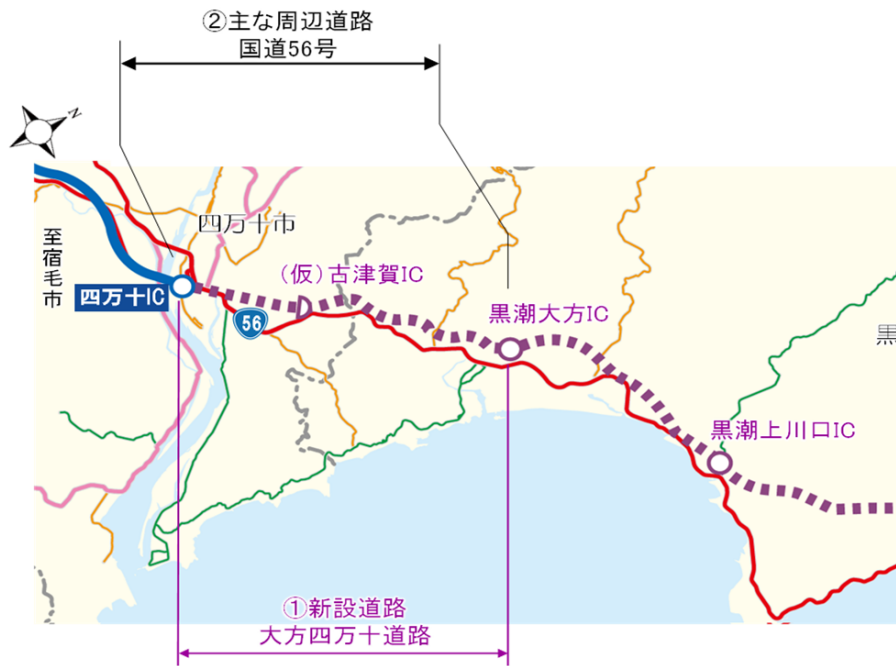 ②主な周辺道路
国道56号
N
四万十市
至宿毛市
(仮)古津賀IC
四万十IC
56
黒潮大方IC
黒
黒潮上川口IC
①新設道路
大方四万十道路